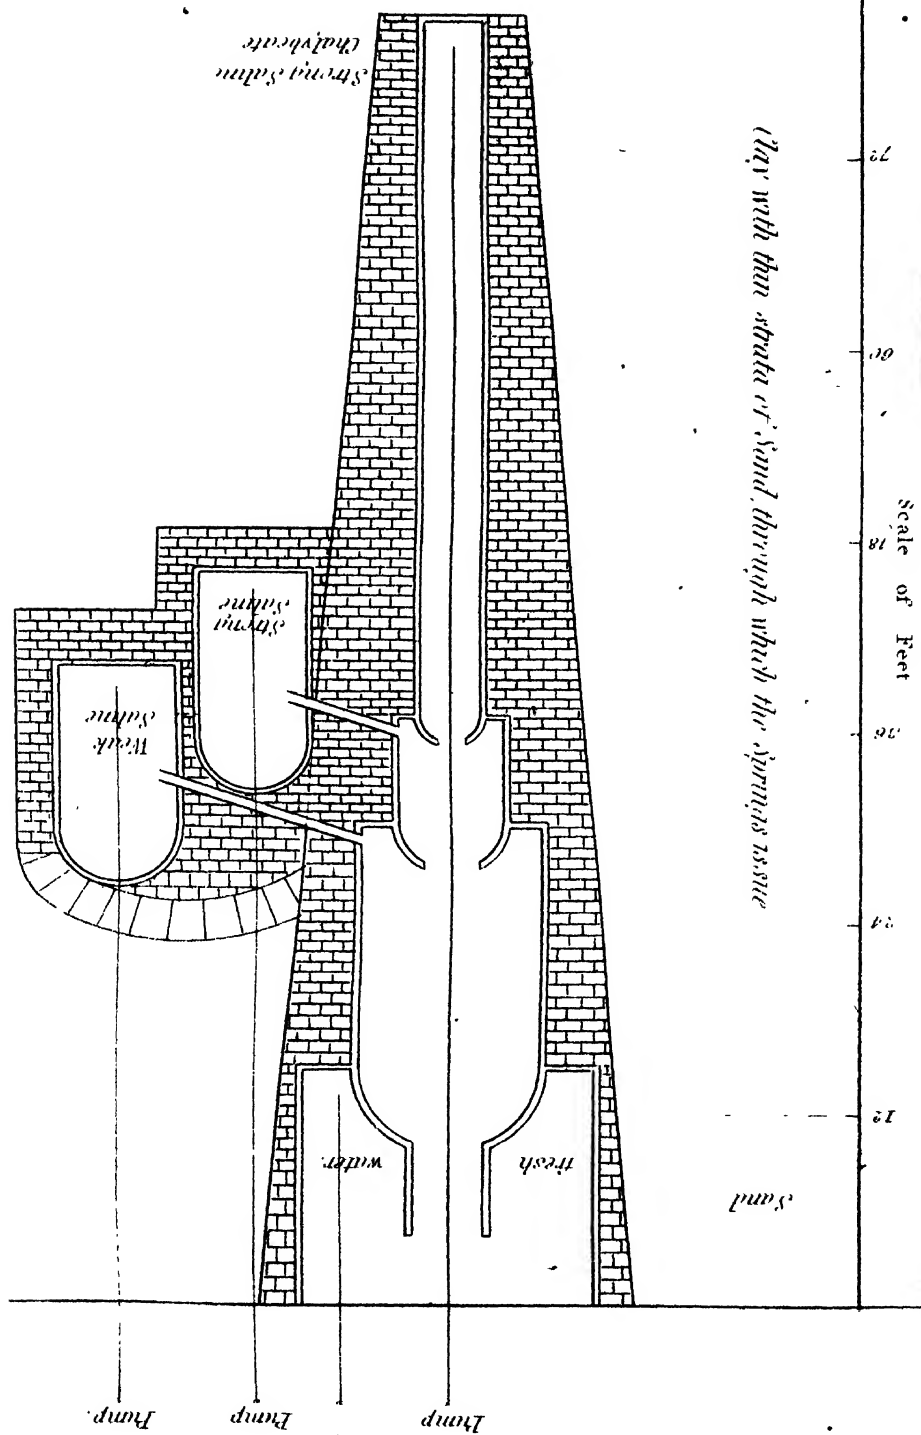 Pump
Pump
Pump.
Sand
fresh
water.
12
24
36
48
60
72
Scale of Feet
Clay with thin strata of Sand, through which the Springs issue
Weak
Saline
Strong
Saline
Strong Saline
Chalybeate